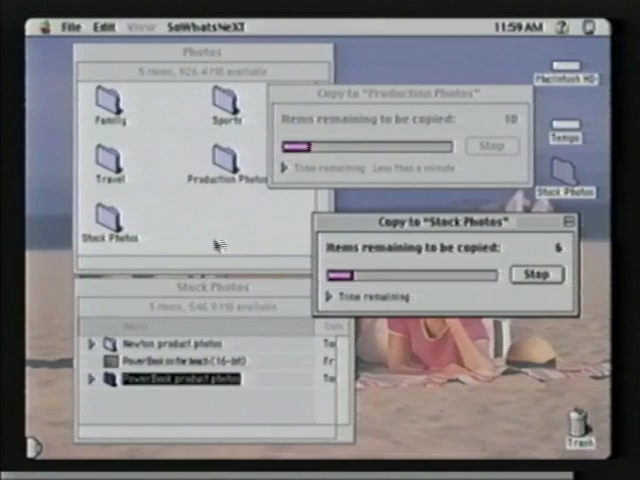 File Edit View SoWhatsNeXT 11:59 AM
Photos
5 items, 926.4 MB available
Family
Sports
Travel
Production Photos
Stock Photos
Copy to "Production Photos"
Items remaining to be copied: 10
Stop
Time remaining: Less than a minute
Macintosh HD
Tempo
Stock Photos
Copy to "Stock Photos"
Items remaining to be copied: 6
Stop
Time remaining
Stock Photos
3 items, 546.9 MB available
Name
Newton product photos
PowerBook on the beach (16-bit)
PowerBook product photos
Trash